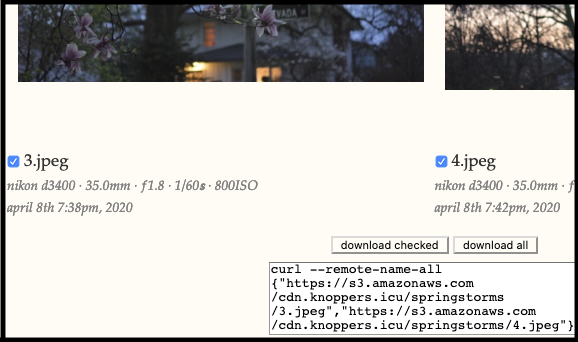 VADA
3.jpeg
nikon d3400 · 35.0mm · f1.8 · 1/60s · 800ISO
april 8th 7:38pm, 2020
4.jpeg
nikon d3400 · 35.0mm · f
april 8th 7:42pm, 2020
download checked
download all
curl --remote-name-all
{"https://s3.amazonaws.com
/cdn.knoppers.icu/springstorms
/3.jpeg","https://s3.amazonaws.com
/cdn.knoppers.icu/springstorms/4.jpeg"}